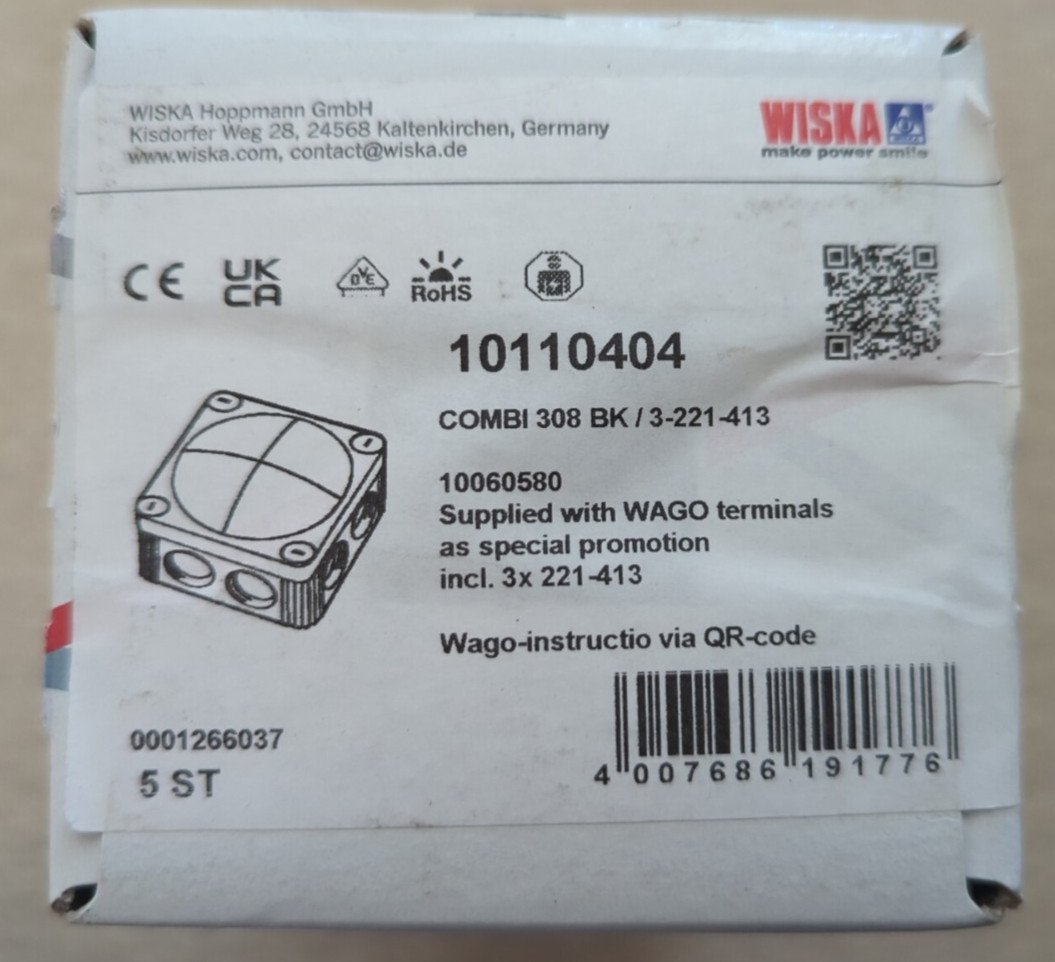 WISKA Hoppmann GmbH
Kisdorfer Weg 28, 24568 Kaltenkirchen, Germany
www.wiska.com, contact@wiska.de
WISKA
make power smile
CE
UK
CA
DVE
RoHS
10110404
COMBI 308 BK / 3-221-413
10060580
Supplied with WAGO terminals
as special promotion
incl. 3x 221-413
Wago-instructio via QR-code
0001266037
5 ST
4 007686 191776